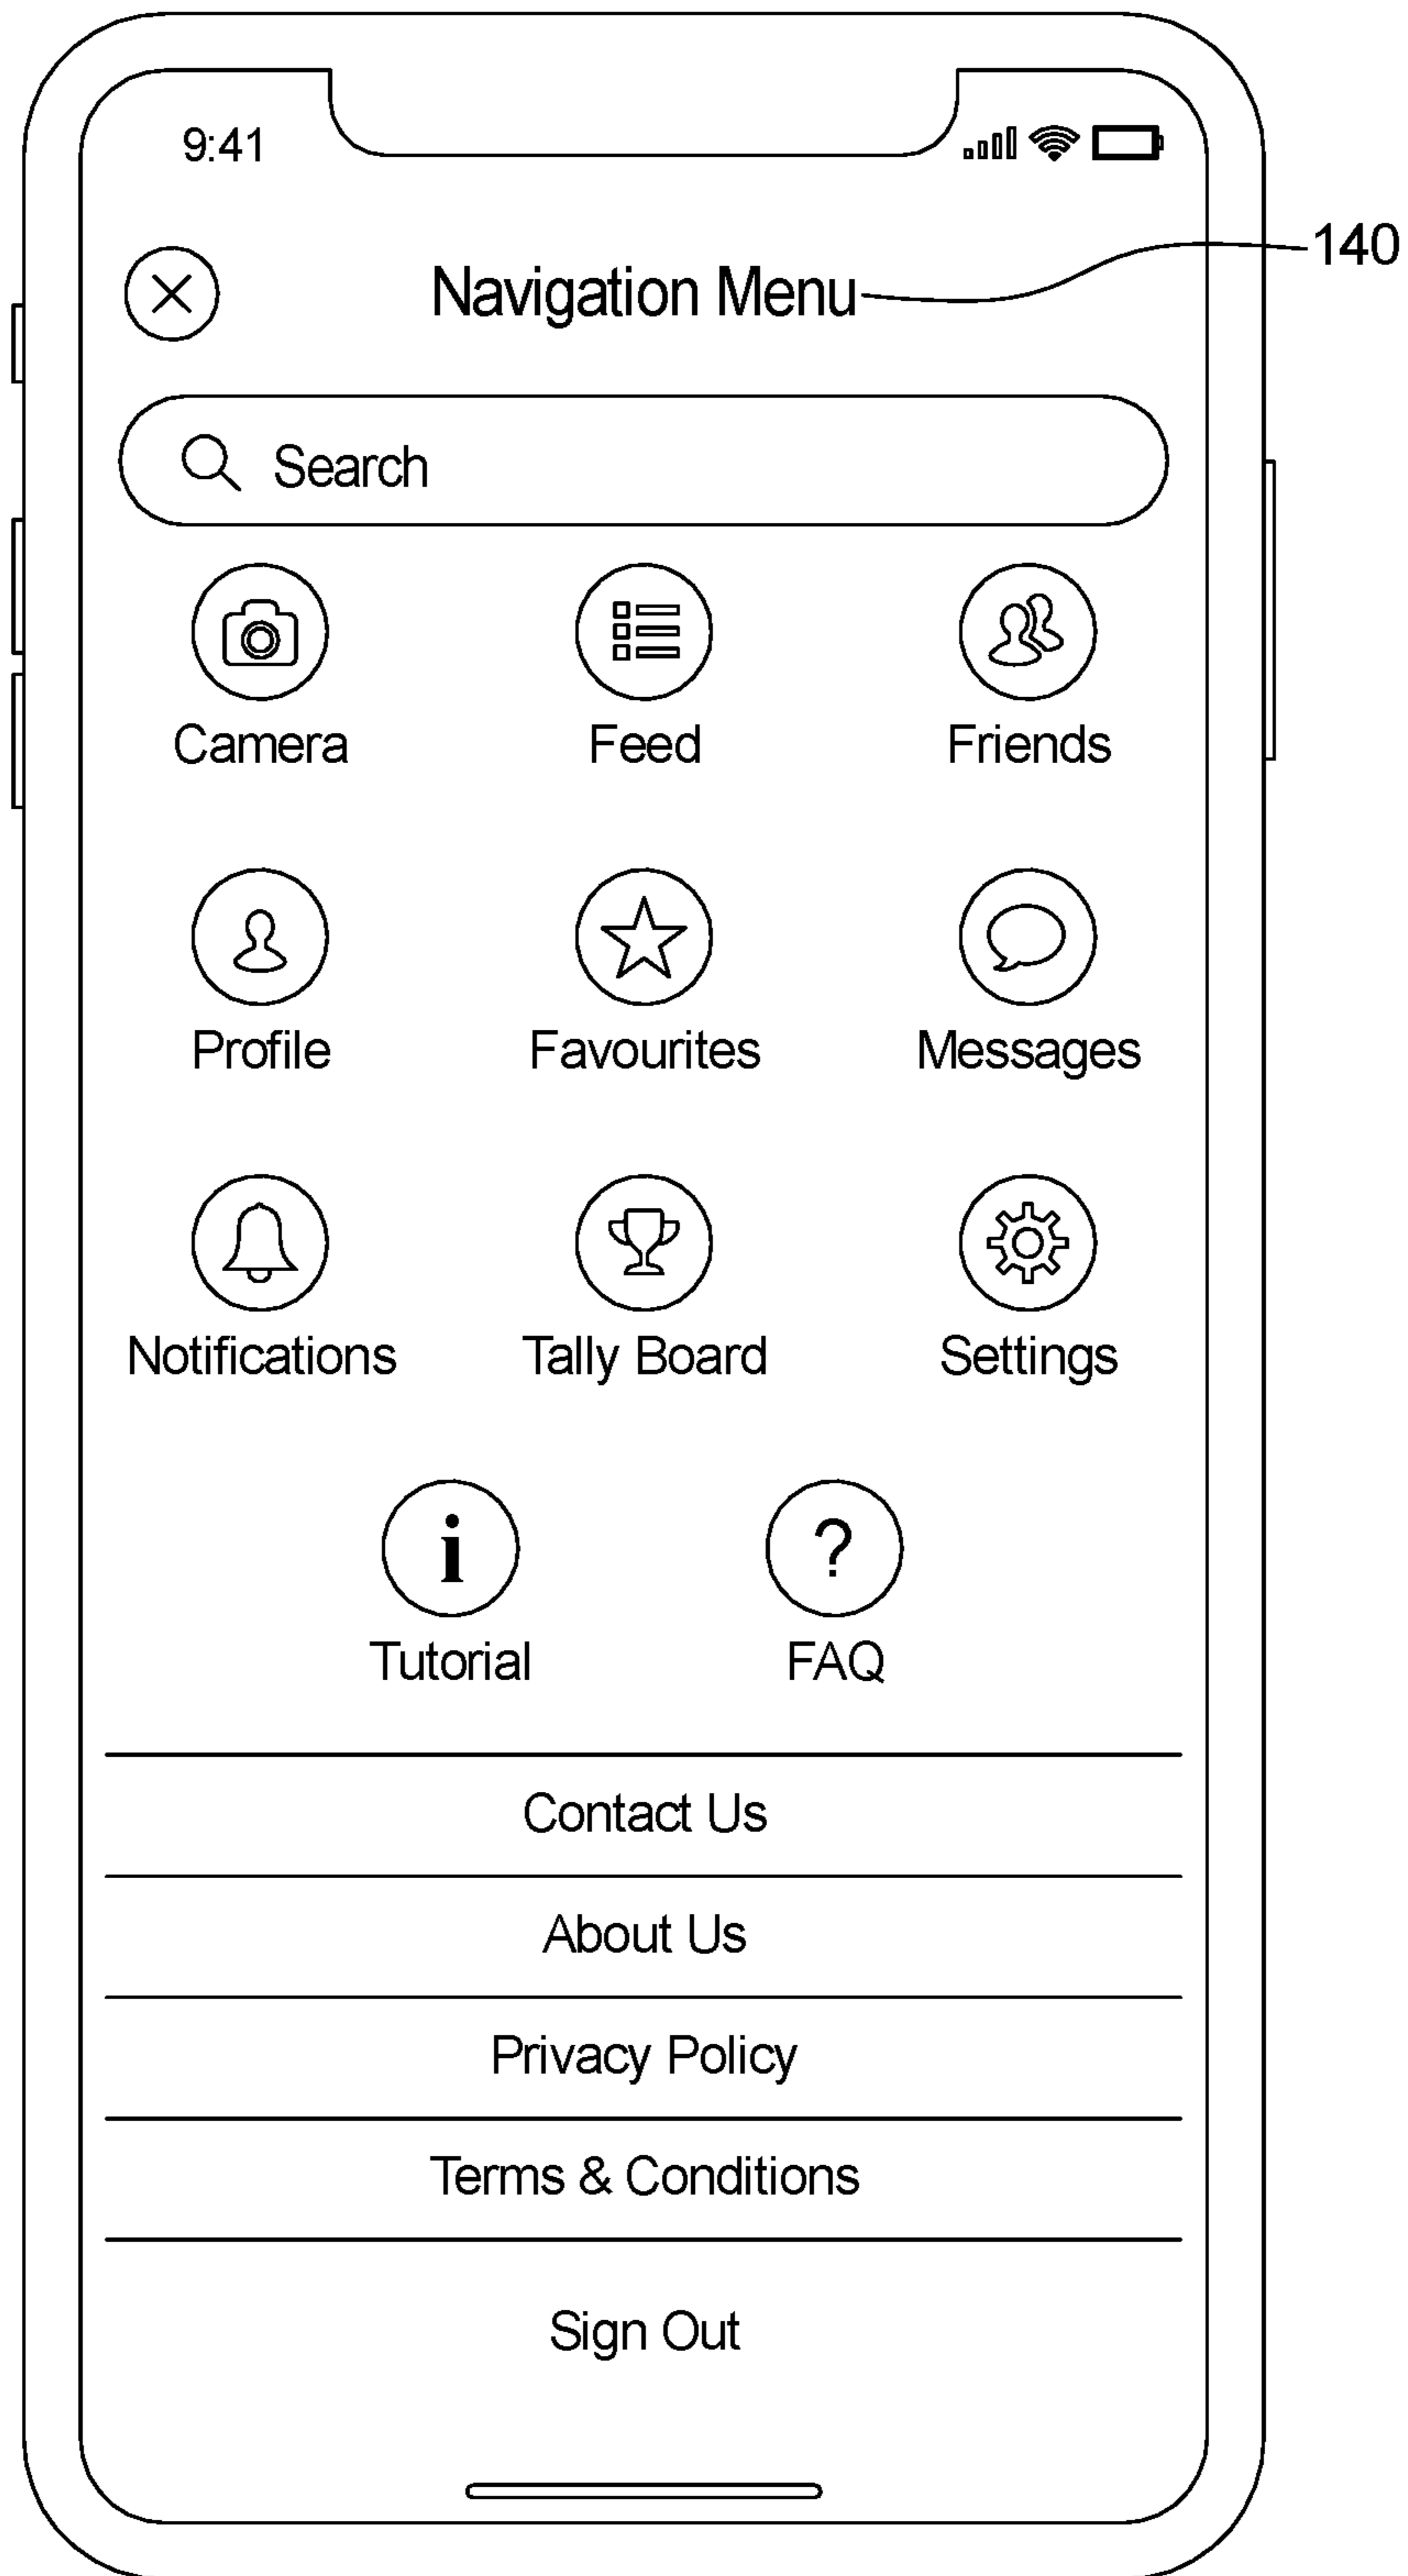 9:41
140
Navigation Menu
Search
Camera Feed Friends
Profile Favourites Messages
Notifications Tally Board Settings
i ?
Tutorial FAQ
Contact Us
About Us
Privacy Policy
Terms & Conditions
Sign Out